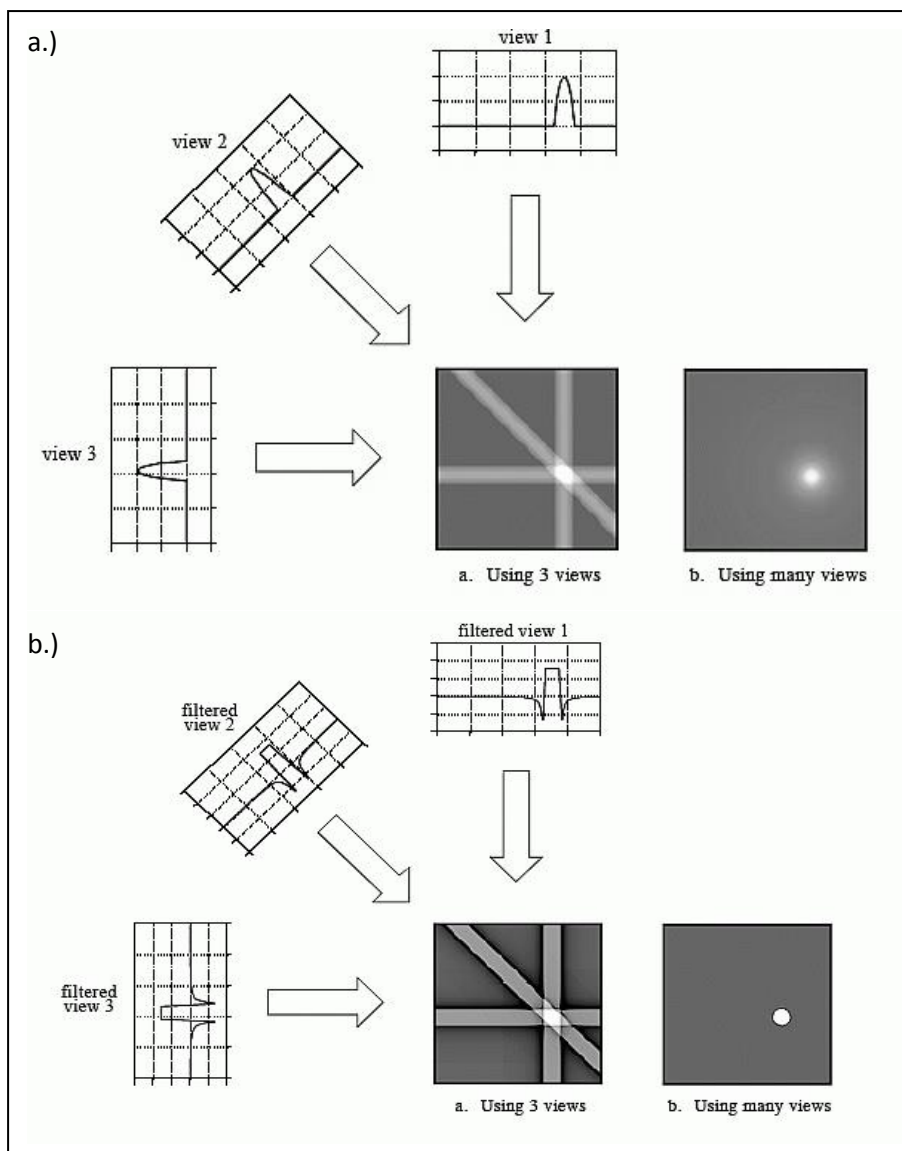 a.)
view 1
view 2
view 3
a. Using 3 views
b. Using many views
b.)
filtered view 1
filtered
view 2
filtered
view 3
a. Using 3 views
b. Using many views